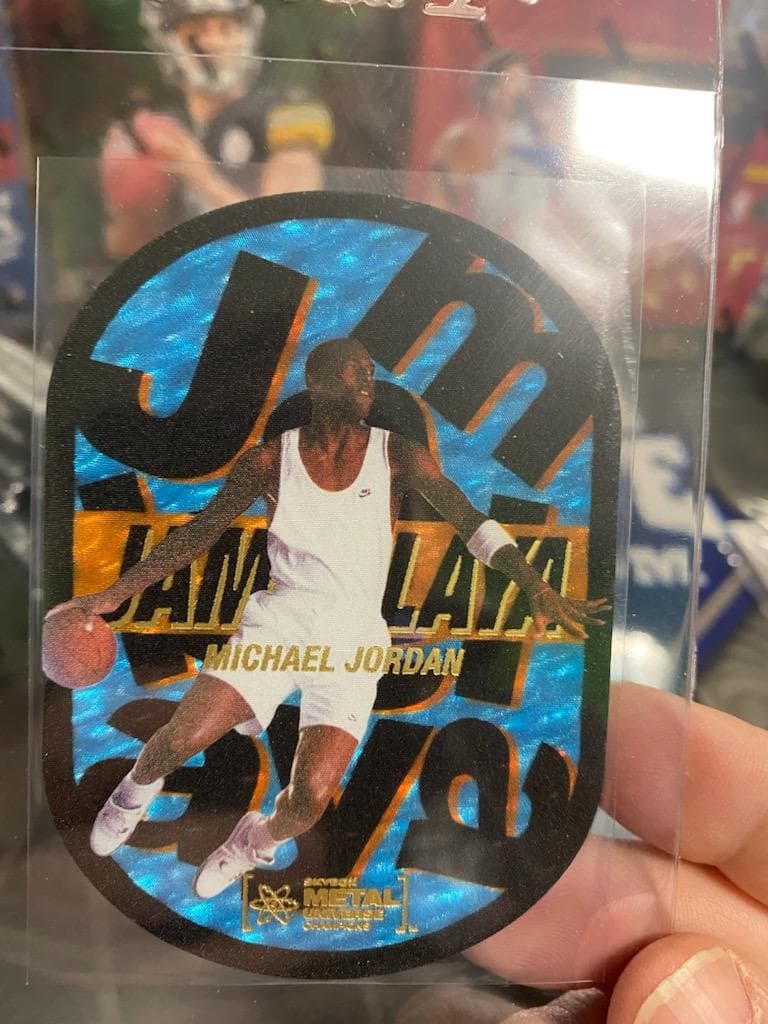 JAMBALAYA
MICHAEL JORDAN
SKYBOX
METAL
UNIVERSE
CHAMPIONS